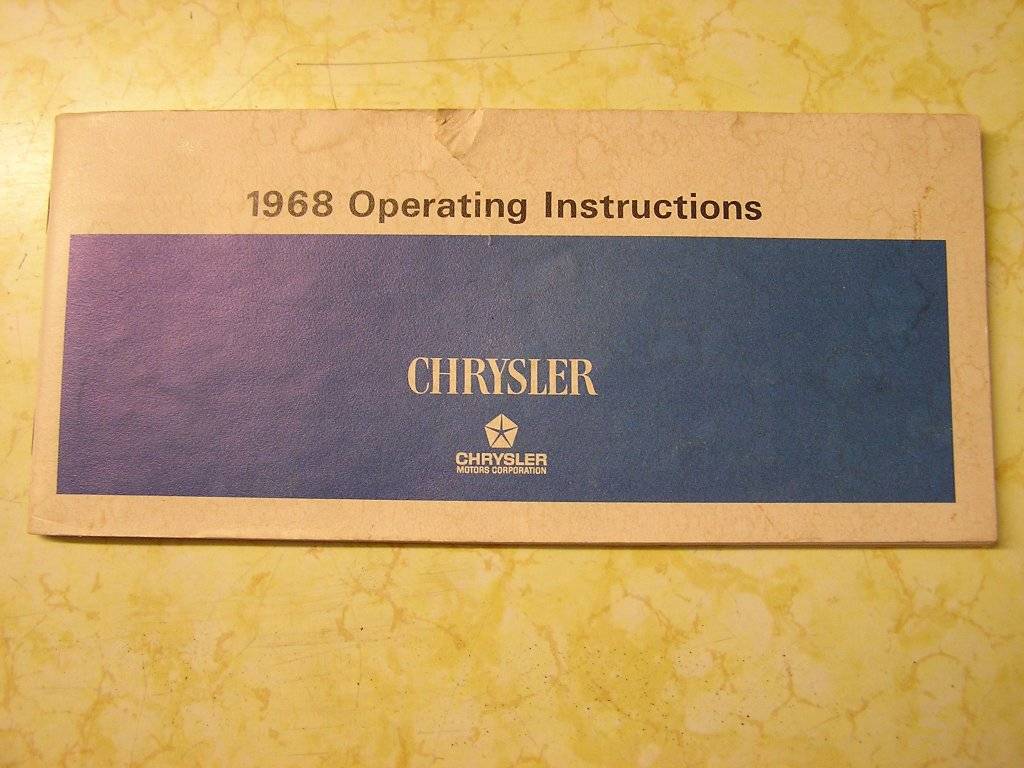 1968 Operating Instructions
CHRYSLER
CHRYSLER
MOTORS CORPORATION